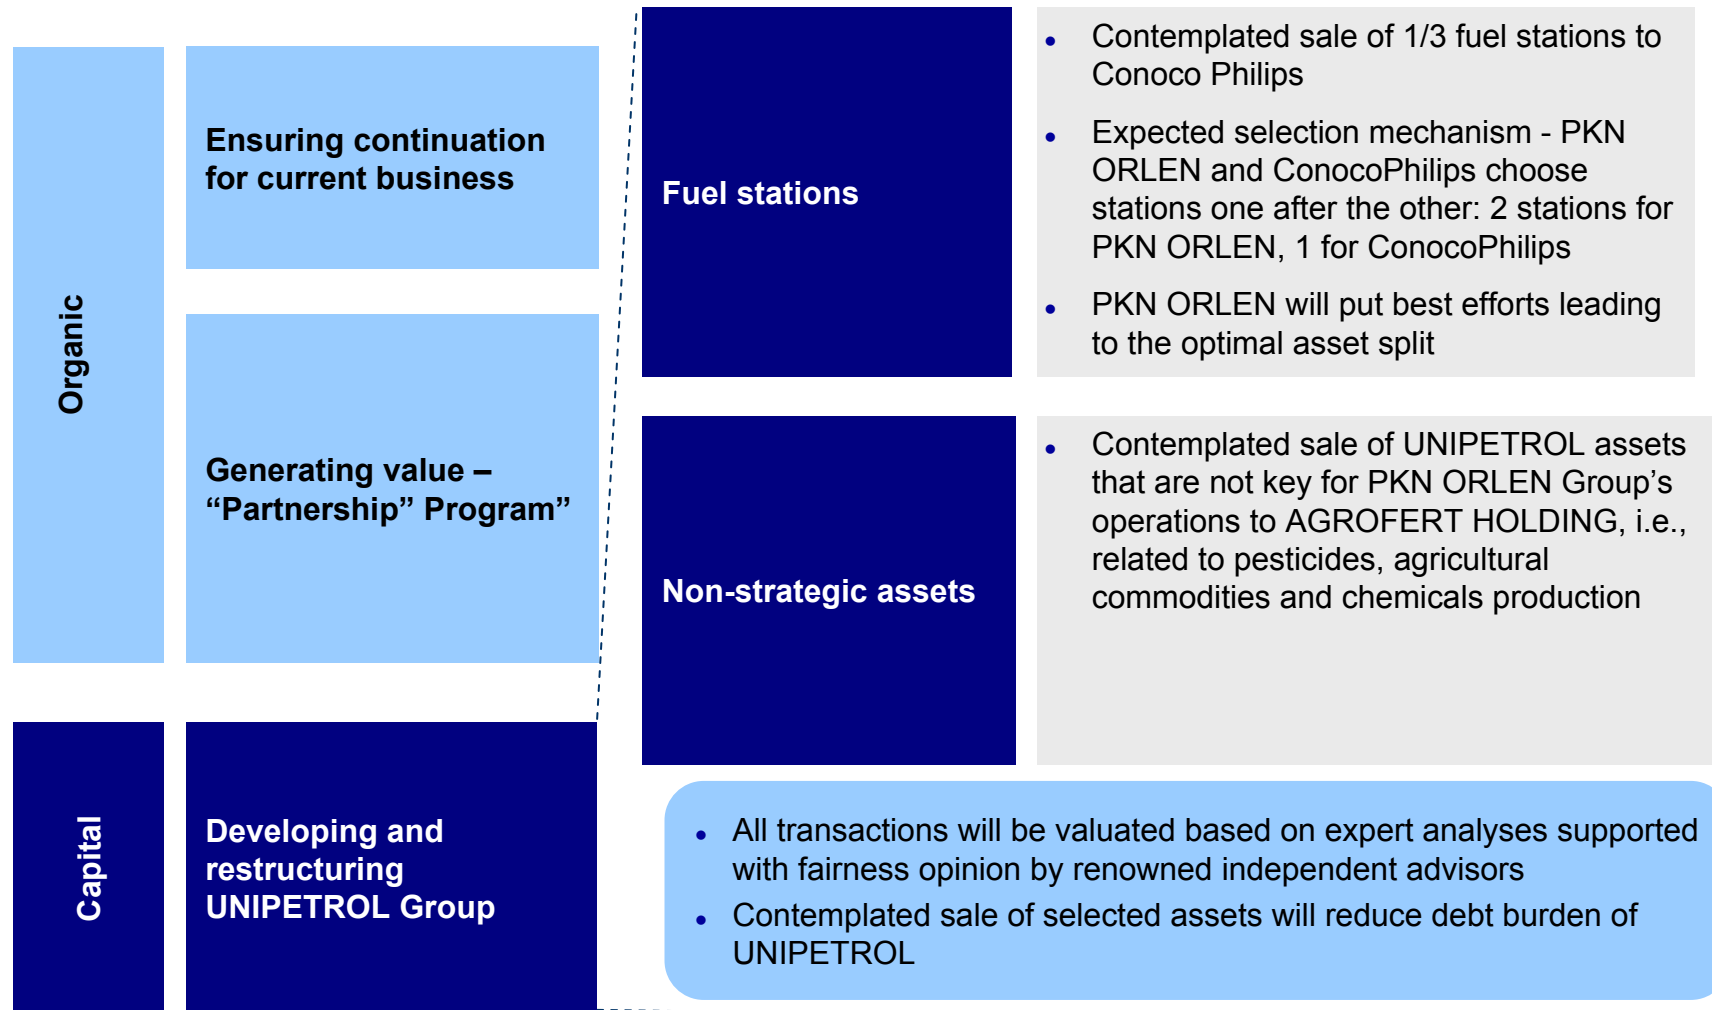 Organic
Ensuring continuation
for current business
Generating value –
“Partnership” Program”
Capital
Developing and
restructuring
UNIPETROL Group
Fuel stations
Contemplated sale of 1/3 fuel stations to
Conoco Philips
Expected selection mechanism - PKN
ORLEN and ConocoPhilips choose
stations one after the other: 2 stations for
PKN ORLEN, 1 for ConocoPhilips
PKN ORLEN will put best efforts leading
to the optimal asset split
Non-strategic assets
Contemplated sale of UNIPETROL assets
that are not key for PKN ORLEN Group’s
operations to AGROFERT HOLDING, i.e.,
related to pesticides, agricultural
commodities and chemicals production
All transactions will be valuated based on expert analyses supported
with fairness opinion by renowned independent advisors
Contemplated sale of selected assets will reduce debt burden of
UNIPETROL